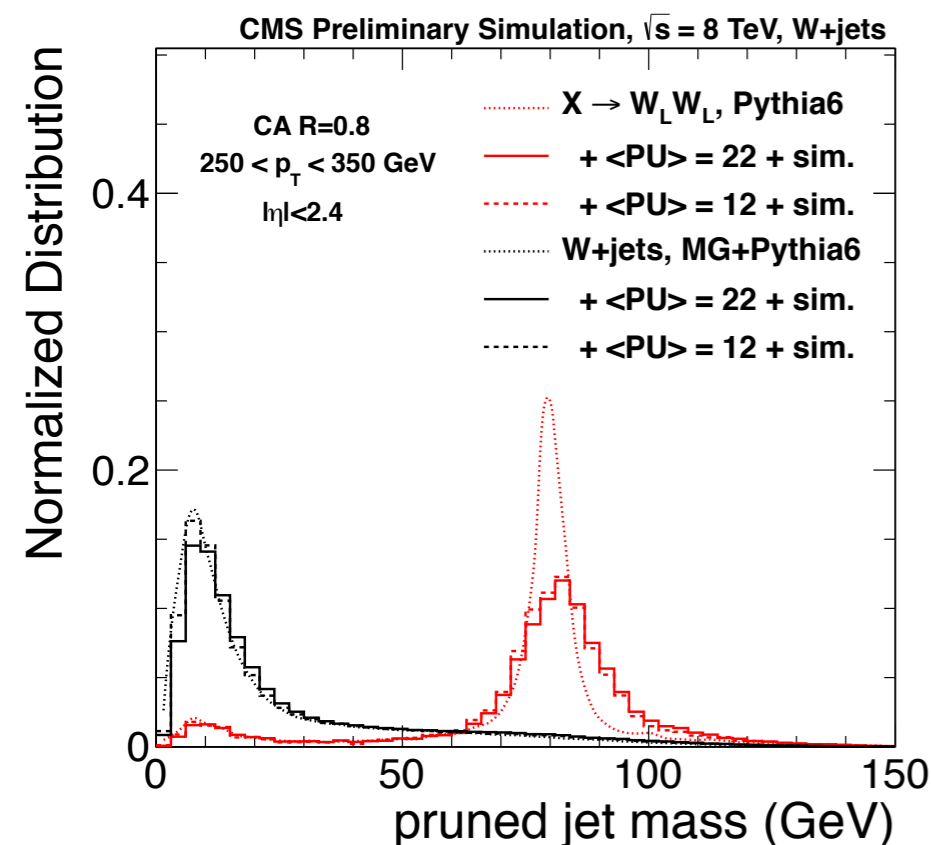 CMS Preliminary Simulation, √s = 8 TeV, W+jets
CA R=0.8
250 < p_T < 350 GeV
|η|<2.4
X → W_L W_L, Pythia6
+ <PU> = 22 + sim.
+ <PU> = 12 + sim.
W+jets, MG+Pythia6
+ <PU> = 22 + sim.
+ <PU> = 12 + sim.
Normalized Distribution
0.4
0.2
0
0
50
100
150
pruned jet mass (GeV)